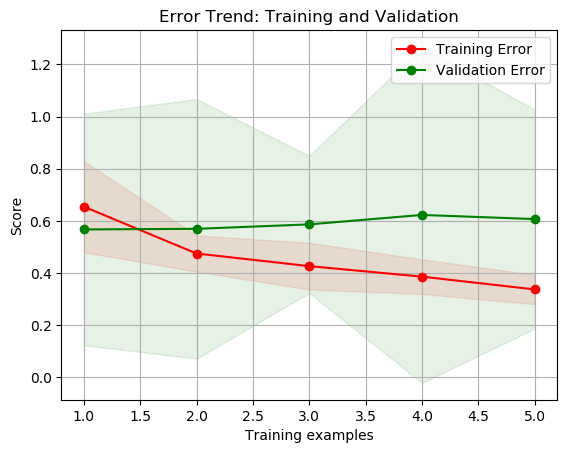 Error Trend: Training and Validation
Training Error
Validation Error
Score
1.2
1.0
0.8
0.6
0.4
0.2
0.0
1.0 1.5 2.0 2.5 3.0 3.5 4.0 4.5 5.0
Training examples